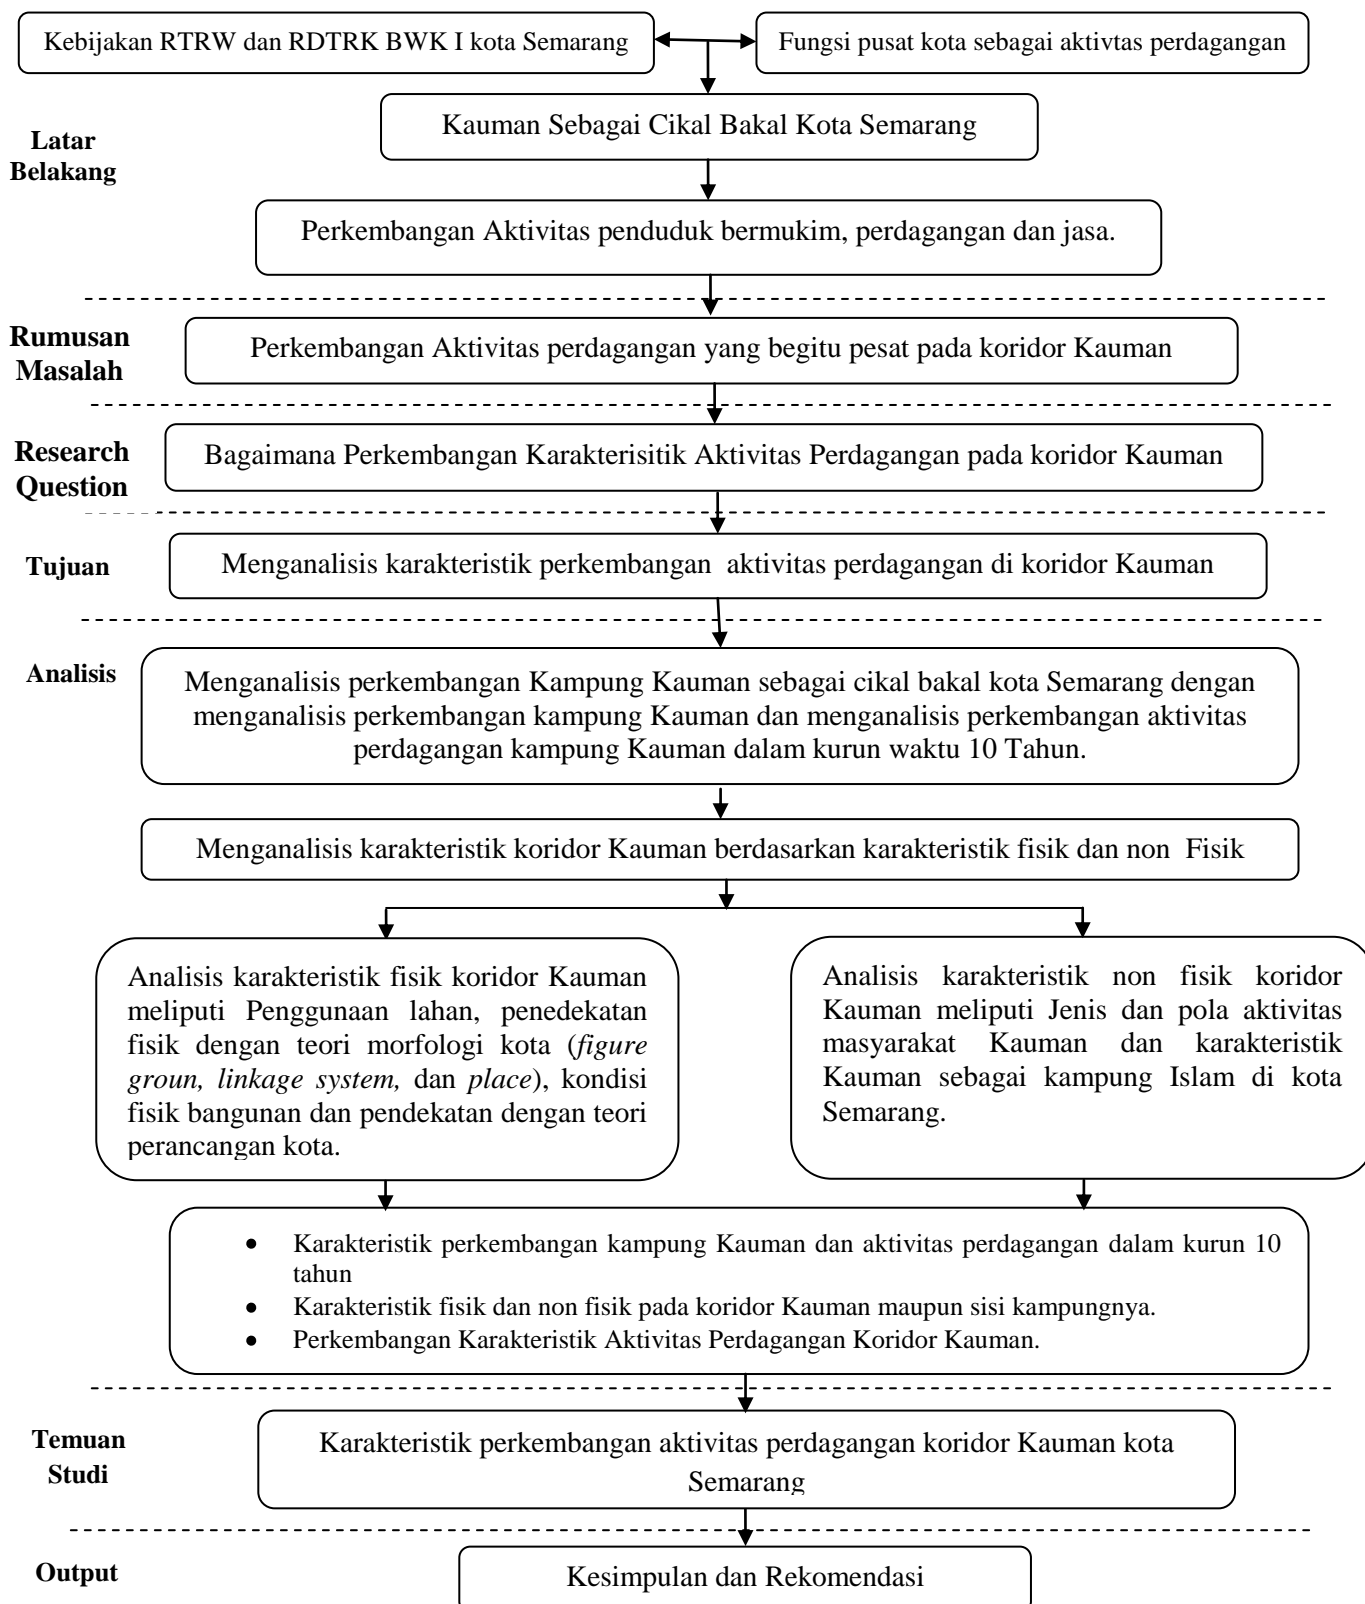 Kebijakan RTRW dan RDTRK BWK I kota Semarang
Fungsi pusat kota sebagai aktivtas perdagangan
Latar
Belakang
Kauman Sebagai Cikal Bakal Kota Semarang
Perkembangan Aktivitas penduduk bermukim, perdagangan dan jasa.
Rumusan
Masalah
Perkembangan Aktivitas perdagangan yang begitu pesat pada koridor Kauman
Research
Question
Bagaimana Perkembangan Karakterisitik Aktivitas Perdagangan pada koridor Kauman
Tujuan
Menganalisis karakteristik perkembangan  aktivitas perdagangan di koridor Kauman
Analisis
Menganalisis perkembangan Kampung Kauman sebagai cikal bakal kota Semarang dengan
menganalisis perkembangan kampung Kauman dan menganalisis perkembangan aktivitas
perdagangan kampung Kauman dalam kurun waktu 10 Tahun.
Menganalisis karakteristik koridor Kauman berdasarkan karakteristik fisik dan non  Fisik
Analisis karakteristik fisik koridor Kauman
meliputi Penggunaan lahan, penedekatan
fisik dengan teori morfologi kota (figure
groun, linkage system, dan place), kondisi
fisik bangunan dan pendekatan dengan teori
perancangan kota.
Analisis karakteristik non fisik koridor
Kauman meliputi Jenis dan pola aktivitas
masyarakat Kauman dan karakteristik
Kauman sebagai kampung Islam di kota
Semarang.
• Karakteristik perkembangan kampung Kauman dan aktivitas perdagangan dalam kurun 10
tahun
• Karakteristik fisik dan non fisik pada koridor Kauman maupun sisi kampungnya.
• Perkembangan Karakteristik Aktivitas Perdagangan Koridor Kauman.
Temuan
Studi
Karakteristik perkembangan aktivitas perdagangan koridor Kauman kota
Semarang
Output
Kesimpulan dan Rekomendasi